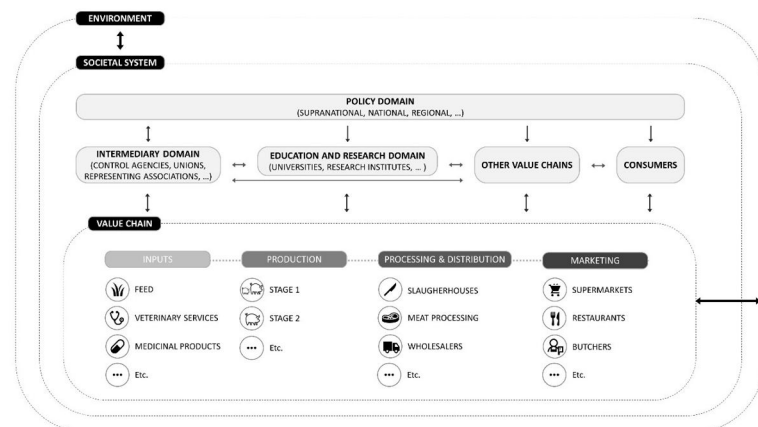 ENVIRONMENT
SOCIETAL SYSTEM
POLICY DOMAIN
(SUPRANATIONAL, NATIONAL, REGIONAL, ...)
INTERMEDIARY DOMAIN
(CONTROL AGENCIES, UNIONS,
REPRESENTING ASSOCIATIONS, ...)
EDUCATION AND RESEARCH DOMAIN
(UNIVERSITIES, RESEARCH INSTITUTES, ... )
OTHER VALUE CHAINS
CONSUMERS
VALUE CHAIN
INPUTS
FEED
VETERINARY SERVICES
MEDICINAL PRODUCTS
Etc.
PRODUCTION
STAGE 1
STAGE 2
Etc.
PROCESSING & DISTRIBUTION
SLAUGHERHOUSES
MEAT PROCESSING
WHOLESALERS
Etc.
MARKETING
SUPERMARKETS
RESTAURANTS
BUTCHERS
Etc.